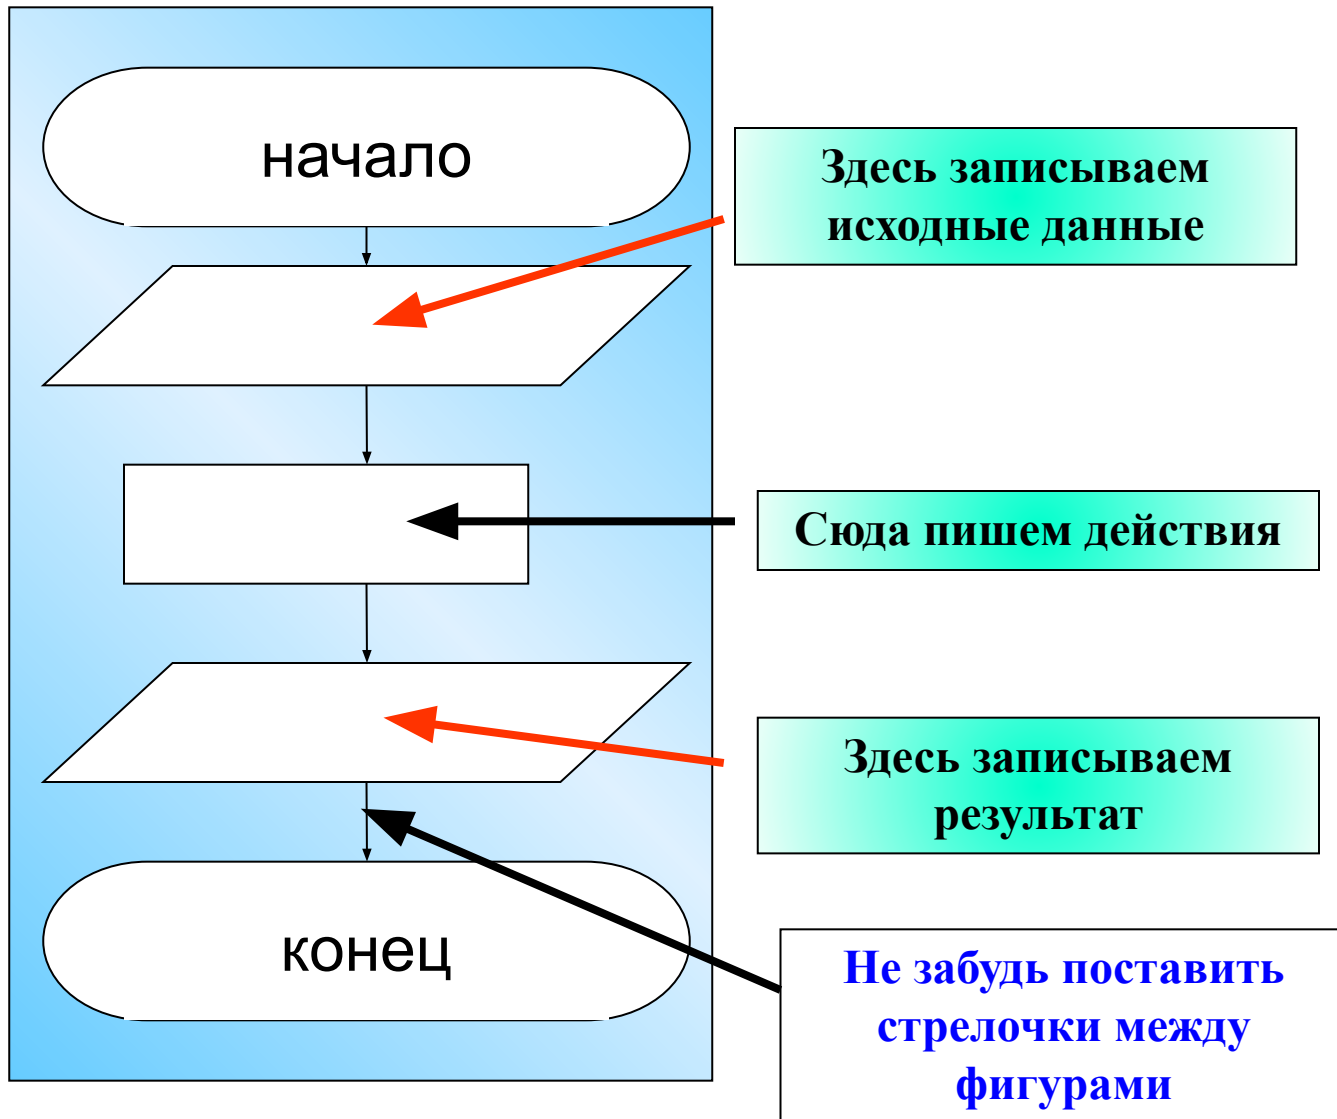 начало
Здесь записываем
исходные данные
Сюда пишем действия
Здесь записываем
результат
конец
Не забудь поставить
стрелочки между
фигурами